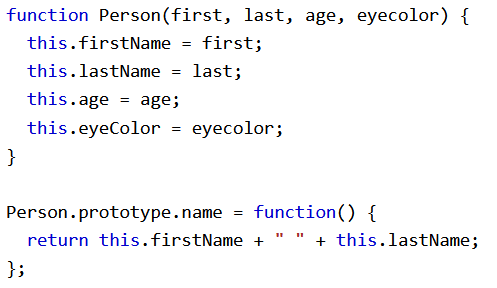 function Person(first, last, age, eyecolor) {
  this.firstName = first;
  this.lastName = last;
  this.age = age;
  this.eyeColor = eyecolor;
}

Person.prototype.name = function() {
  return this.firstName + " " + this.lastName;
};